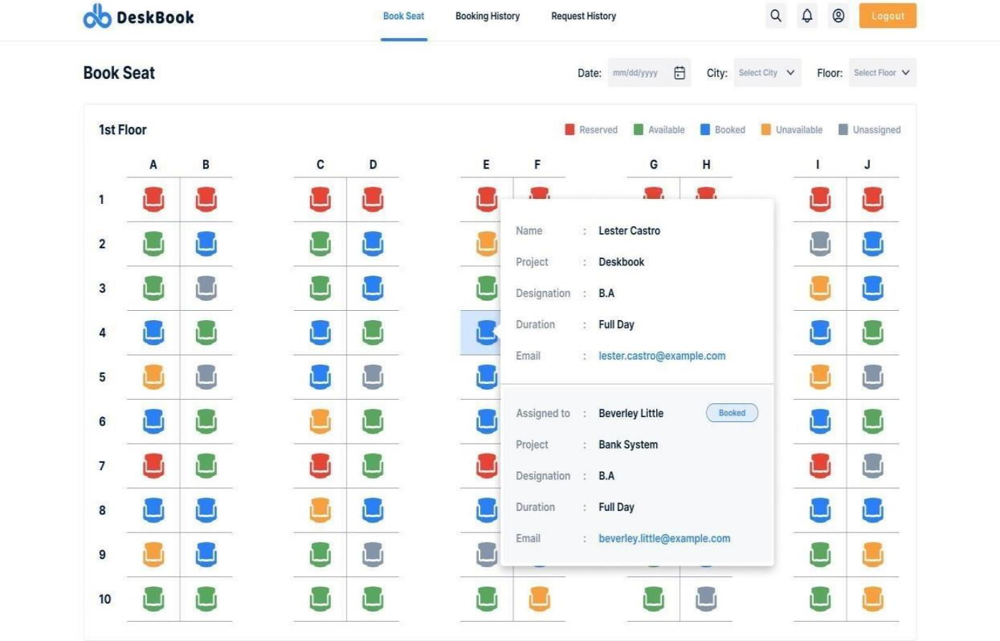 DeskBook
Book Seat Booking History Request History Logout
Book Seat Date: mm/dd/yyyy City: Select City Floor: Select Floor
1st Floor Reserved Available Booked Unavailable Unassigned
A B C D E F G H I J
1
Name : Lester Castro
2
Project : Deskbook
3
Designation : B.A
Duration : Full Day
4
Email : lester.castro@example.com
5
Assigned to : Beverley Little Booked
6
Project : Bank System
7
Designation : B.A
Duration : Full Day
8
Email : beverley.little@example.com
9
10